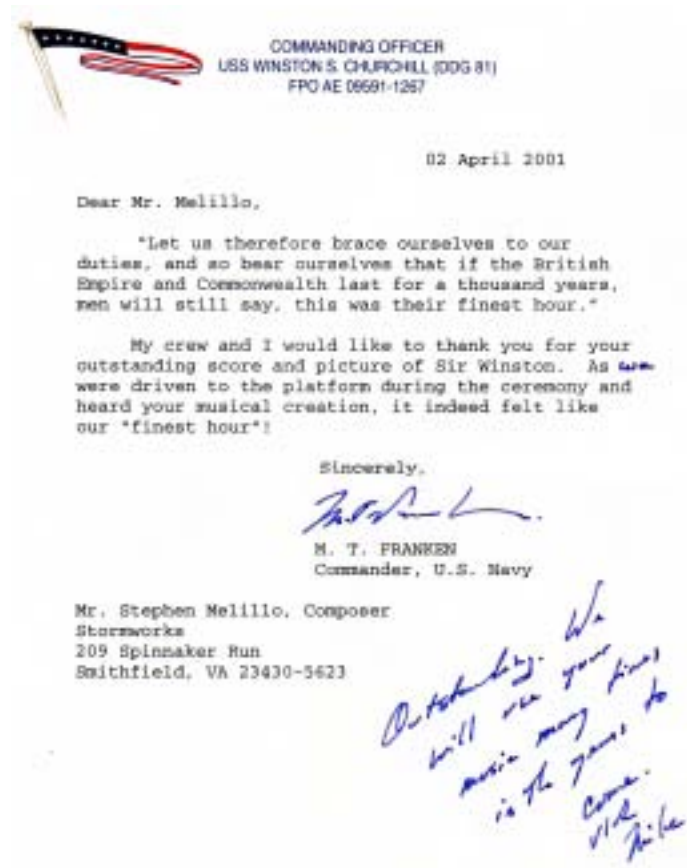 COMMANDING OFFICER
USS WINSTON S. CHURCHILL (DDG 81)
FPO AE 09591-1267
02 April 2001
Dear Mr. Melillo,
"Let us therefore brace ourselves to our
duties, and so bear ourselves that if the British
Empire and Commonwealth last for a thousand years,
men will still say, this was their finest hour."
My crew and I would like to thank you for your
outstanding score and picture of Sir Winston. As we
were driven to the platform during the ceremony and
heard your musical creation, it indeed felt like
our "finest hour"!
Sincerely,
M. T. FRANKEN
Commander, U.S. Navy
Mr. Stephen Melillo, Composer
Stormworks
209 Spinnaker Run
Smithfield, VA 23430-5623
Outstanding. We
will use your
music many times
in the years to
come.
V/R
Mike